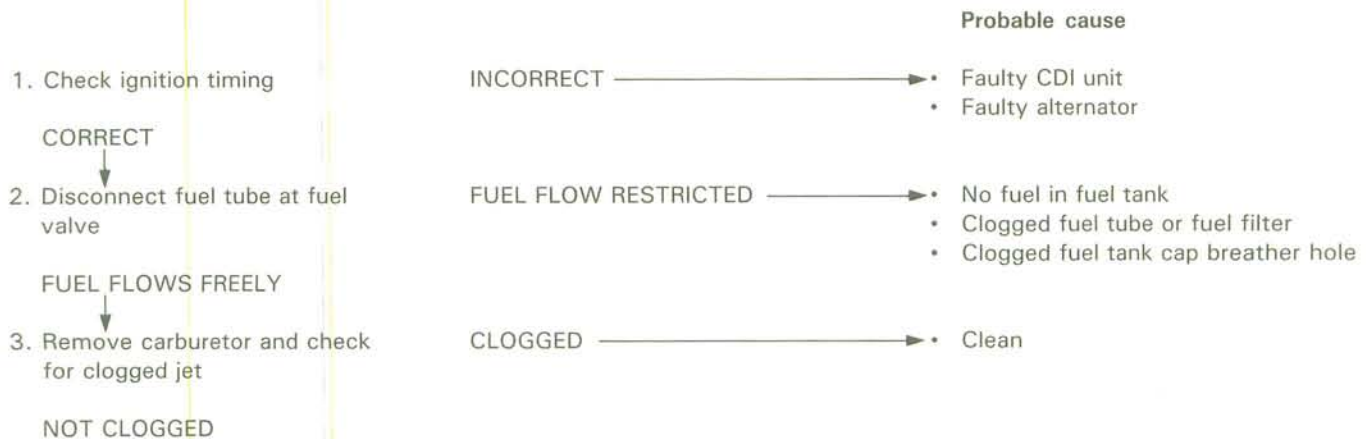 Probable cause
1. Check ignition timing
INCORRECT
• Faulty CDI unit
• Faulty alternator
CORRECT
2. Disconnect fuel tube at fuel
valve
FUEL FLOW RESTRICTED
• No fuel in fuel tank
• Clogged fuel tube or fuel filter
• Clogged fuel tank cap breather hole
FUEL FLOWS FREELY
3. Remove carburetor and check
for clogged jet
CLOGGED
• Clean
NOT CLOGGED